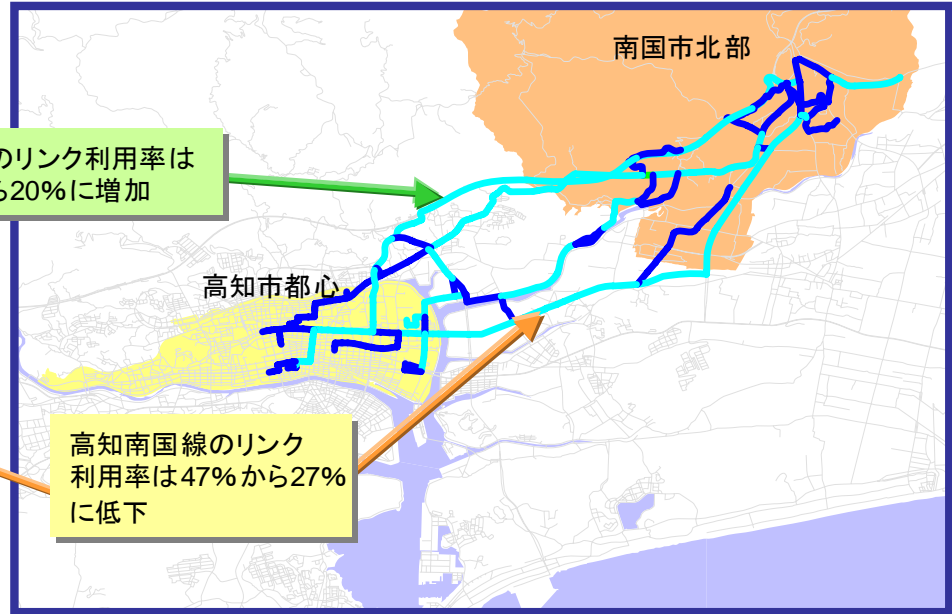 南国市北部
のリンク利用率は
ら20%に増加
高知市都心
高知南国線のリンク
利用率は47%から27%
に低下